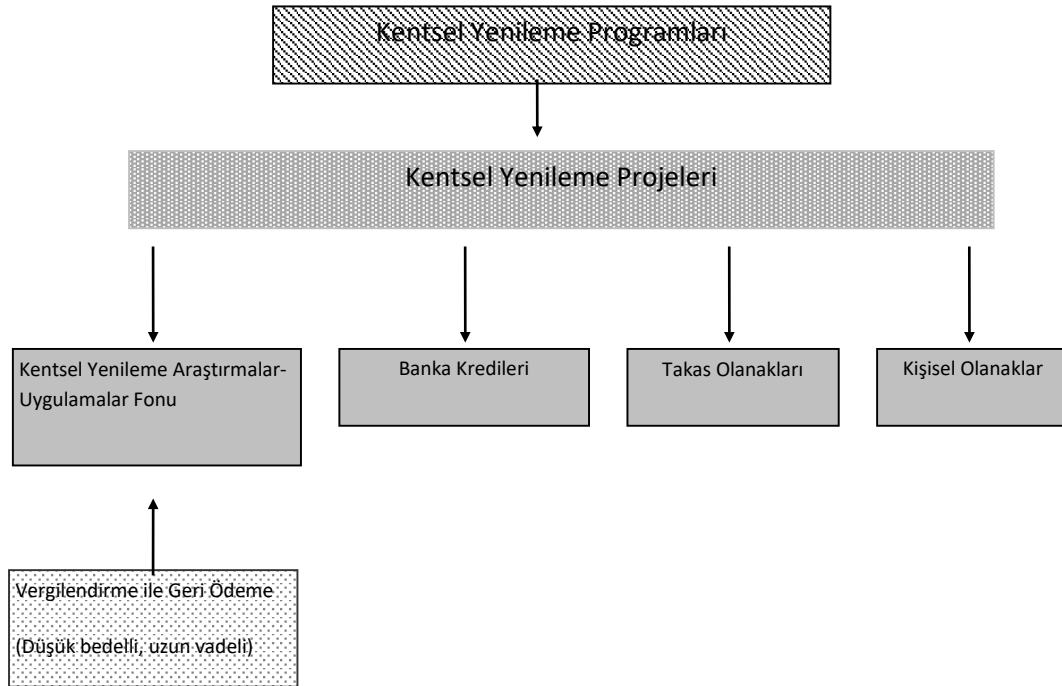 Kentsel Yenileme Programları
Kentsel Yenileme Projeleri
Kentsel Yenileme Araştırmalar-
Uygulamalar Fonu
Banka Kredileri
Takas Olanakları
Kişisel Olanaklar
Vergilendirme ile Geri Ödeme
(Düşük bedelli, uzun vadeli)